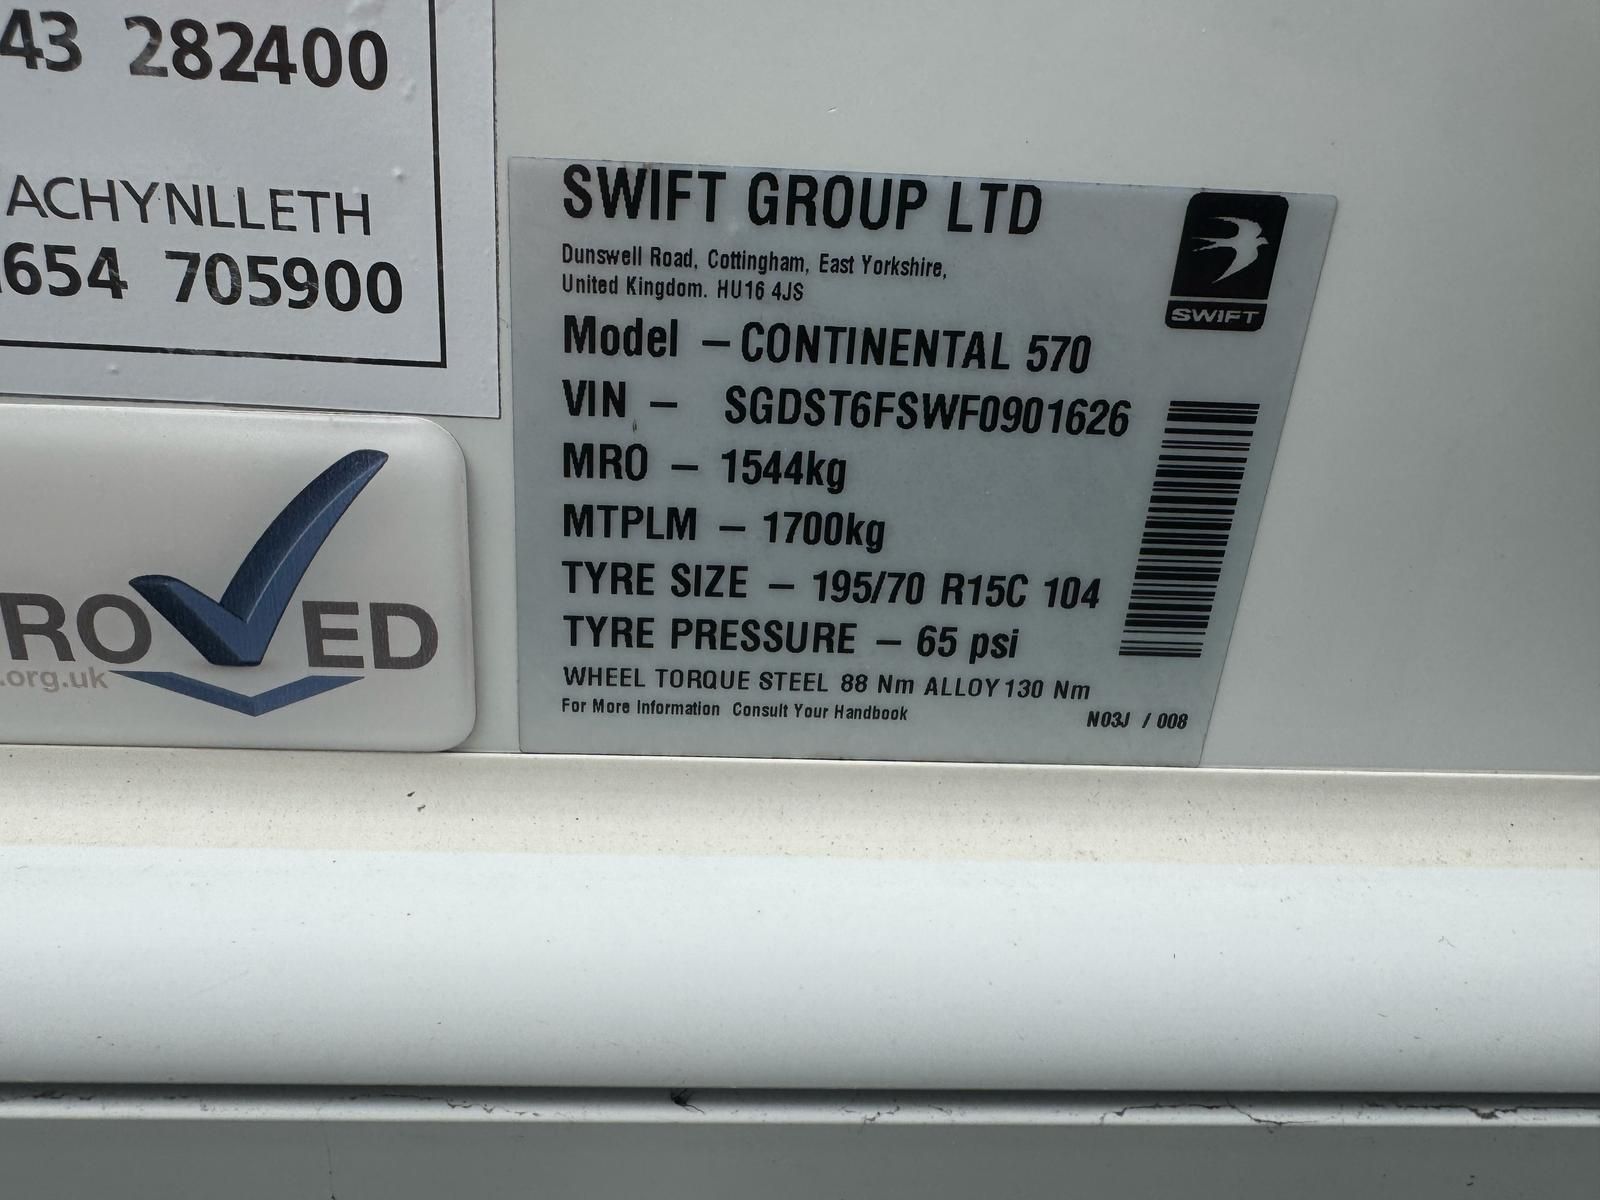 43 282400
ACHYNLLETH
1654 705900
ROVED
.org.uk
SWIFT GROUP LTD
Dunswell Road, Cottingham, East Yorkshire,
United Kingdom. HU16 4JS
SWIFT
Model – CONTINENTAL 570
VIN – SGDST6FSWF0901626
MRO – 1544kg
MTPLM – 1700kg
TYRE SIZE – 195/70 R15C 104
TYRE PRESSURE – 65 psi
WHEEL TORQUE STEEL 88 Nm ALLOY 130 Nm
For More Information Consult Your Handbook
N03J / 008